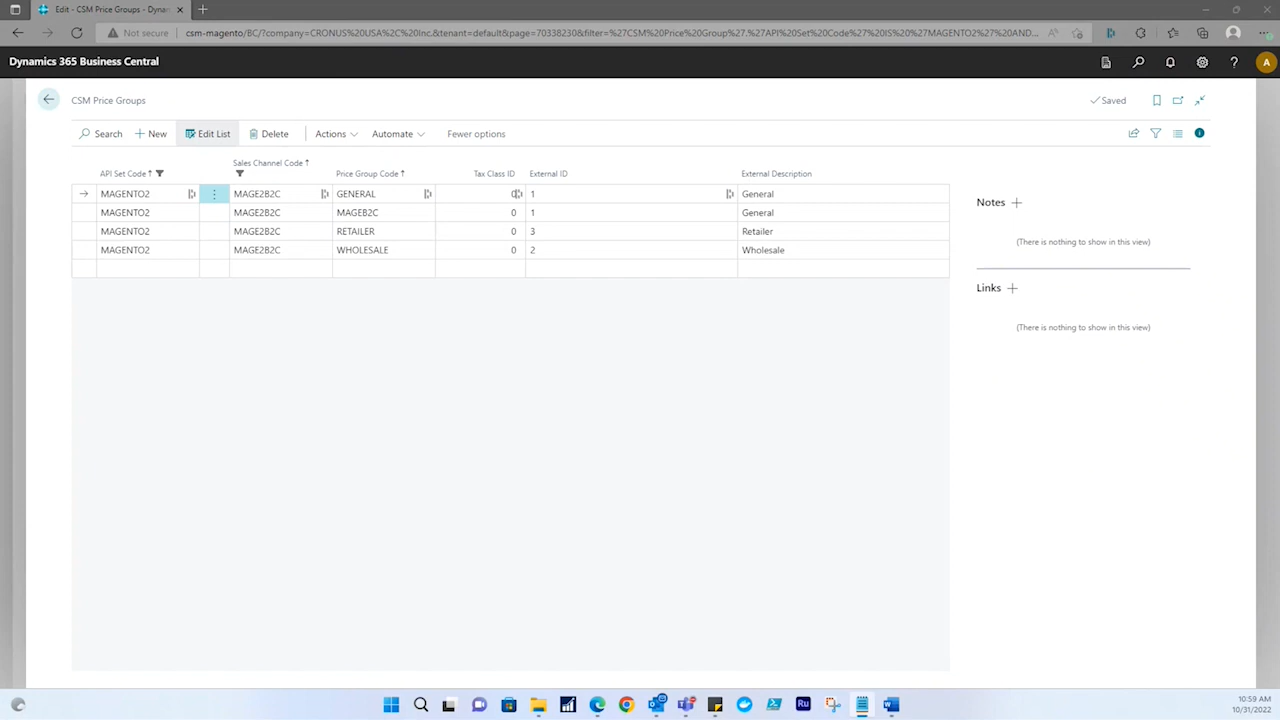 Edit - CSM Price Groups - Dynam
Not secure
csm-magento/BC/?company=CRONUS%20USA%2C%20Inc.&tenant=default&page=70338230&filter=%27CSM%20Price%20Group%27.%27API%20Set%20Code%27%20IS%20%27MAGENTO2%27%20AND...
Dynamics 365 Business Central
A
CSM Price Groups
Saved
Search
New
Edit List
Delete
Actions
Automate
Fewer options
API Set Code Sales Channel Code Price Group Code Tax Class ID External ID External Description
MAGENTO2 MAGE2B2C GENERAL 0 1 General
MAGENTO2 MAGE2B2C MAGEB2C 0 1 General
MAGENTO2 MAGE2B2C RETAILER 0 3 Retailer
MAGENTO2 MAGE2B2C WHOLESALE 0 2 Wholesale
Notes
(There is nothing to show in this view)
Links
(There is nothing to show in this view)
Ru
10:59 AM
10/31/2022